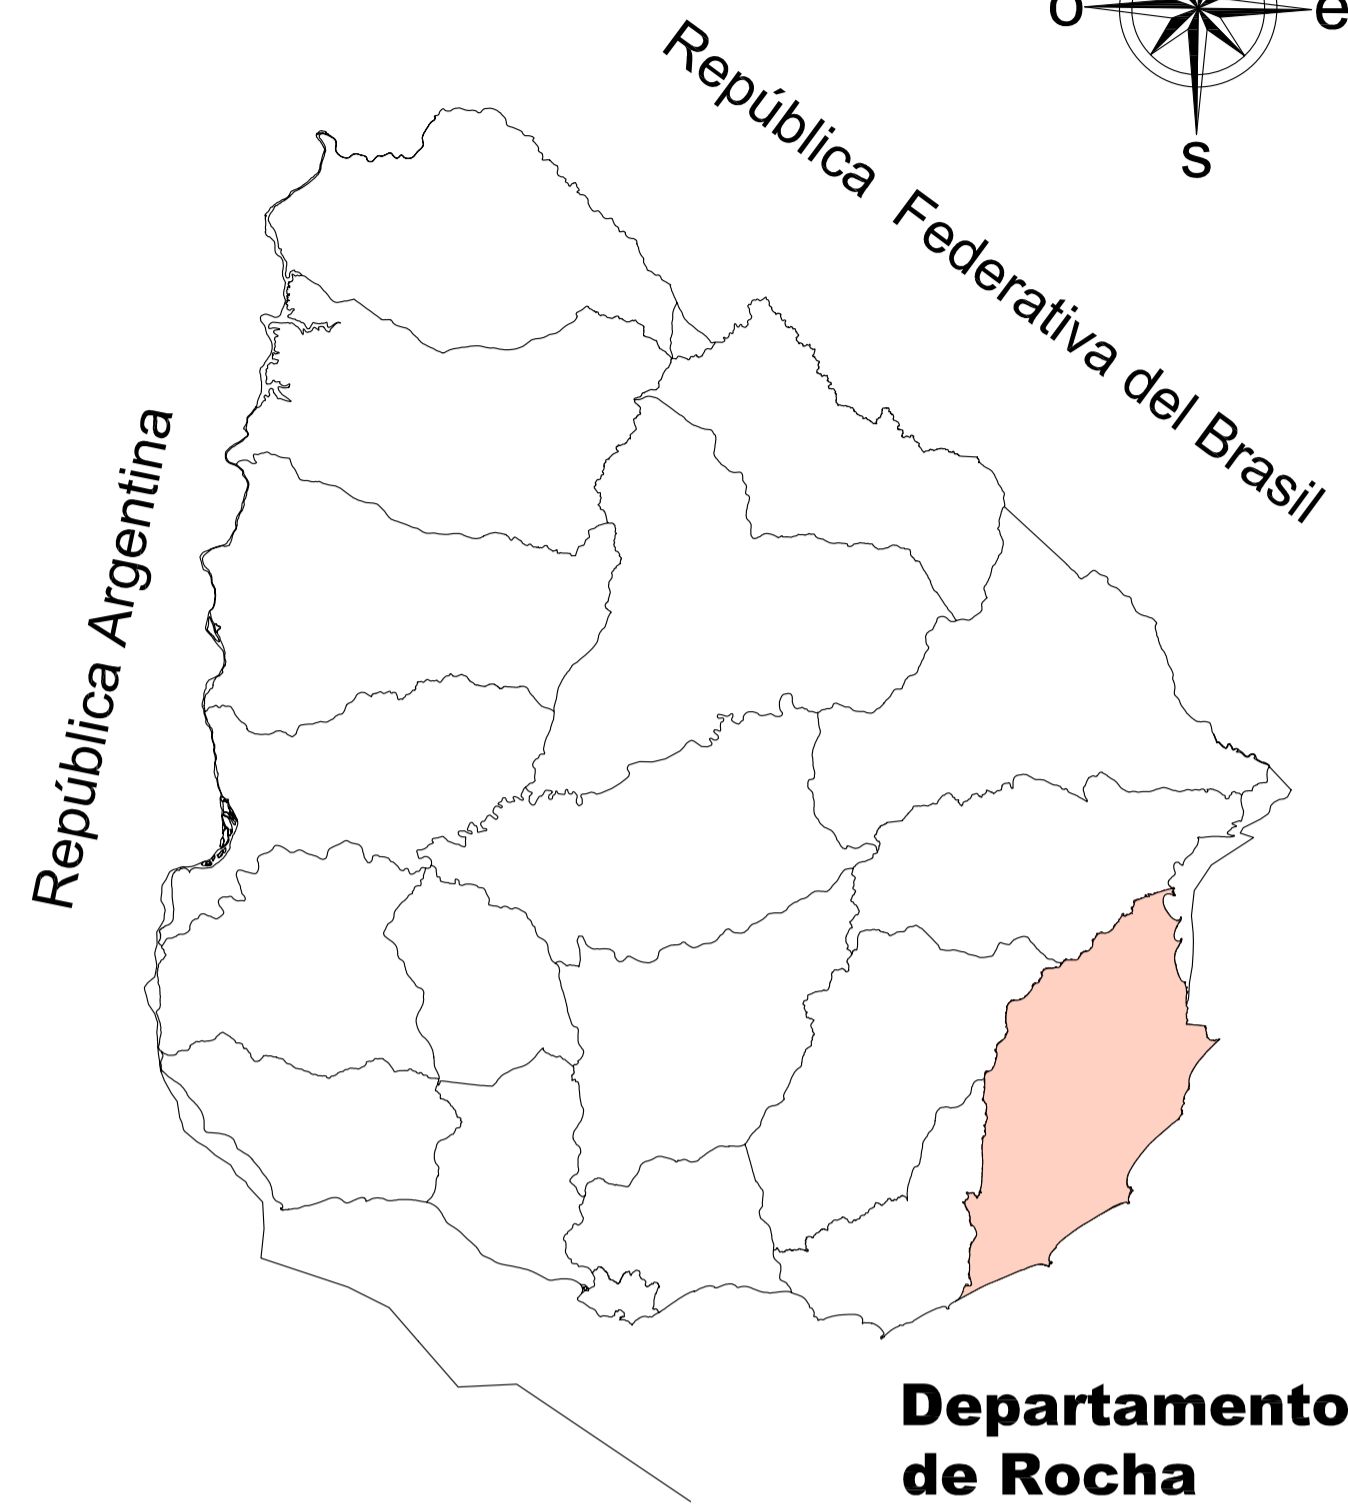 o
e
s
República Federativa del Brasil
República Argentina
Departamento
de Rocha